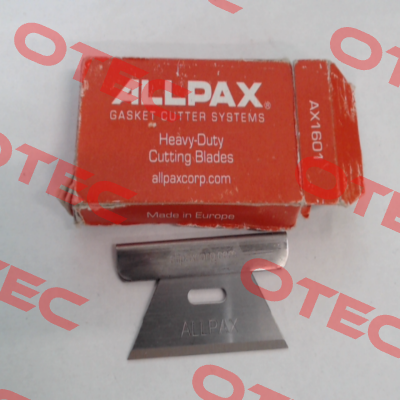 ALLPAX®
GASKET CUTTER SYSTEMS
Heavy-Duty
Cutting Blades
allpaxcorp.com
Made in Europe
AX1601
ALLPAX
OTEC
OTEC
OTEC
OTEC
OTEC